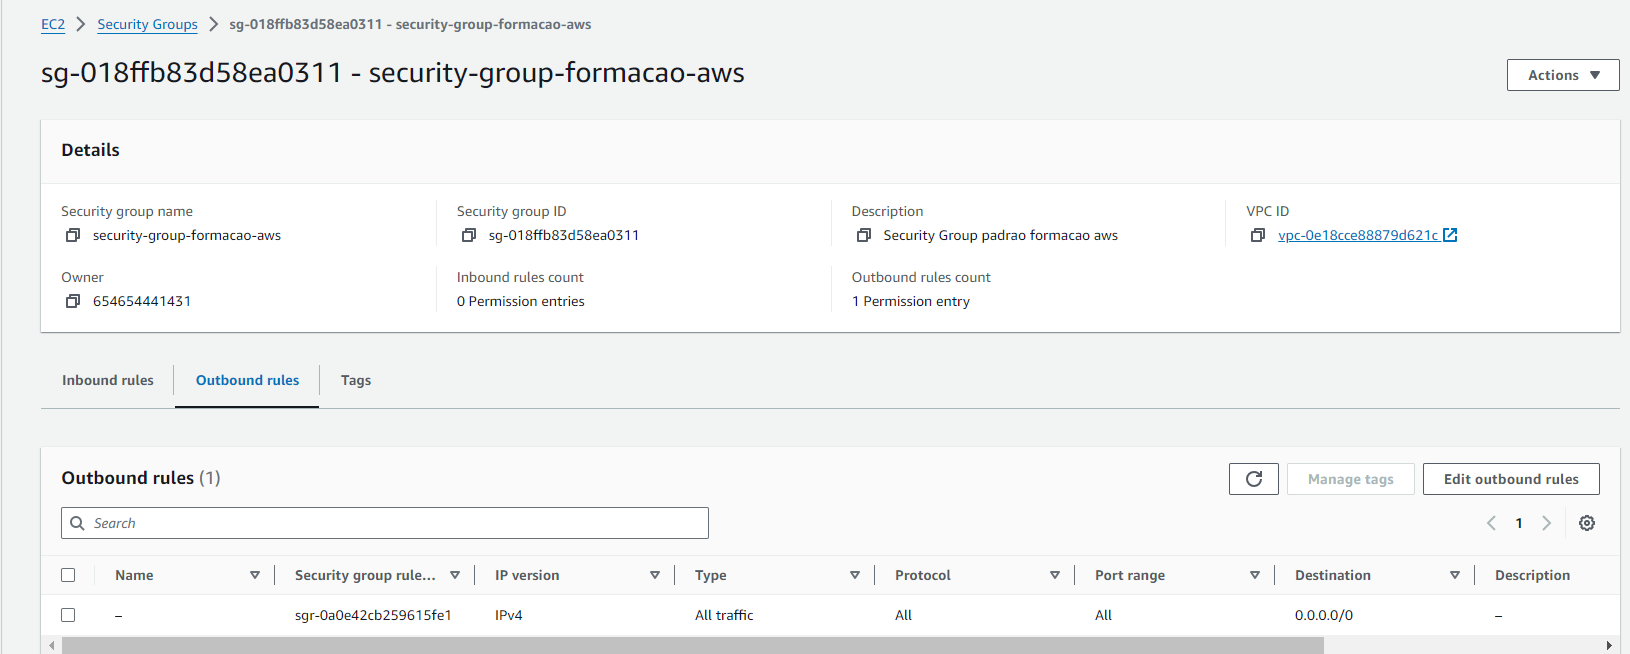 EC2 > Security Groups > sg-018ffb83d58ea0311 - security-group-formacao-aws
sg-018ffb83d58ea0311 - security-group-formacao-aws
Actions
Details
Security group name
security-group-formacao-aws
Security group ID
sg-018ffb83d58ea0311
Description
Security Group padrao formacao aws
VPC ID
vpc-0e18cce88879d621c
Owner
654654441431
Inbound rules count
0 Permission entries
Outbound rules count
1 Permission entry
Inbound rules Outbound rules Tags
Outbound rules (1)
Manage tags Edit outbound rules
Search
1
Name Security group rule... IP version Type Protocol Port range Destination Description
– sgr-0a0e42cb259615fe1 IPv4 All traffic All All 0.0.0.0/0 –